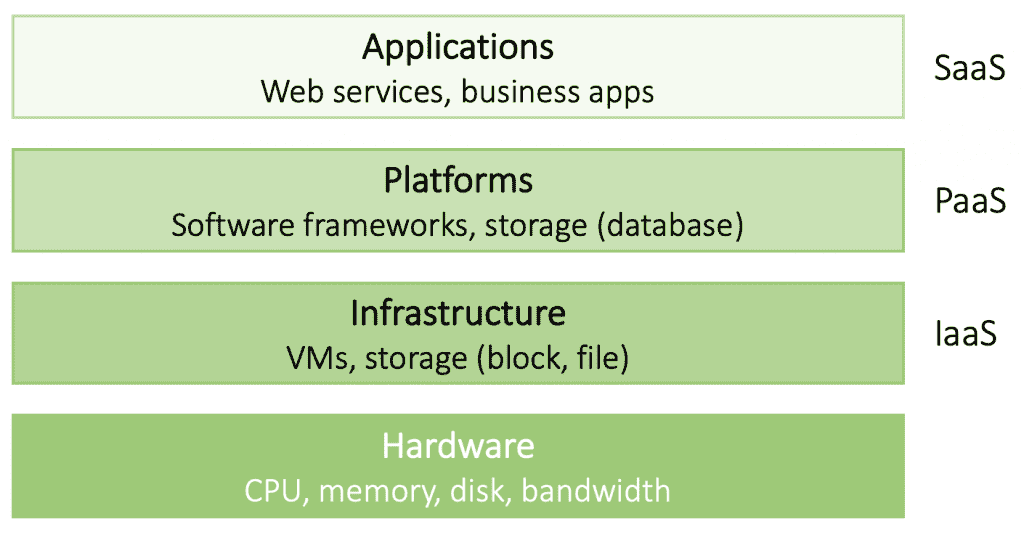 Applications
Web services, business apps
SaaS
Platforms
Software frameworks, storage (database)
PaaS
Infrastructure
VMs, storage (block, file)
IaaS
Hardware
CPU, memory, disk, bandwidth